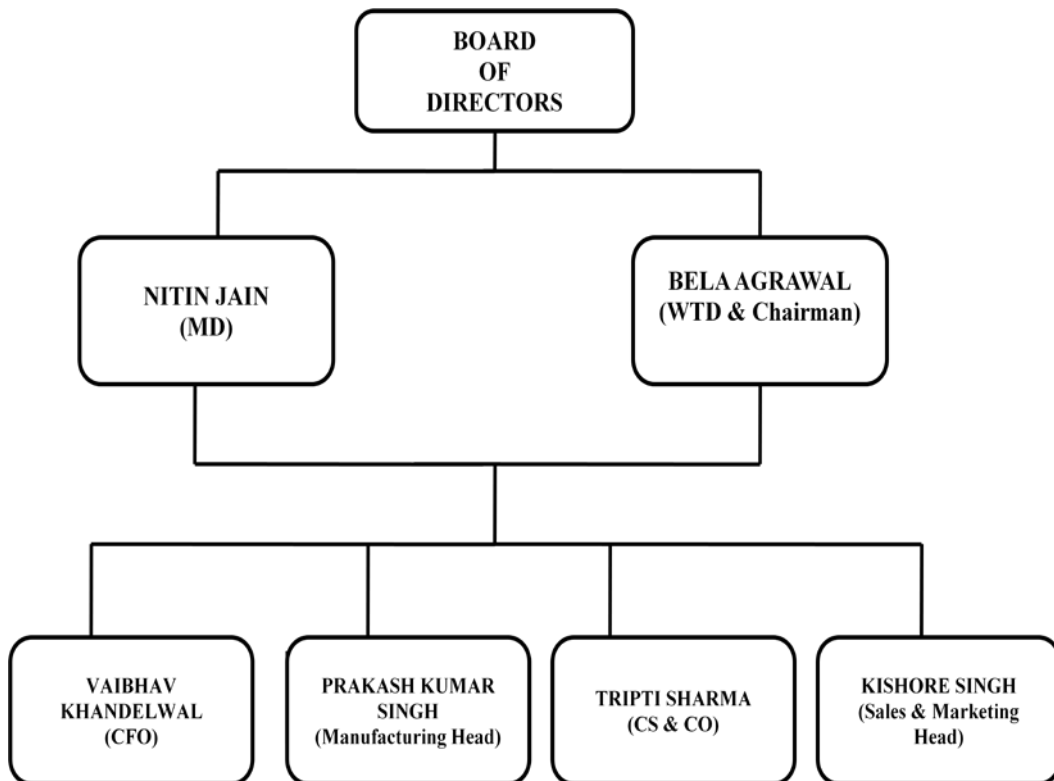 BOARD
OF
DIRECTORS
NITIN JAIN
(MD)
BELA AGRAWAL
(WTD & Chairman)
VAIBHAV
KHANDELWAL
(CFO)
PRAKASH KUMAR
SINGH
(Manufacturing Head)
TRIPTI SHARMA
(CS & CO)
KISHORE SINGH
(Sales & Marketing
Head)